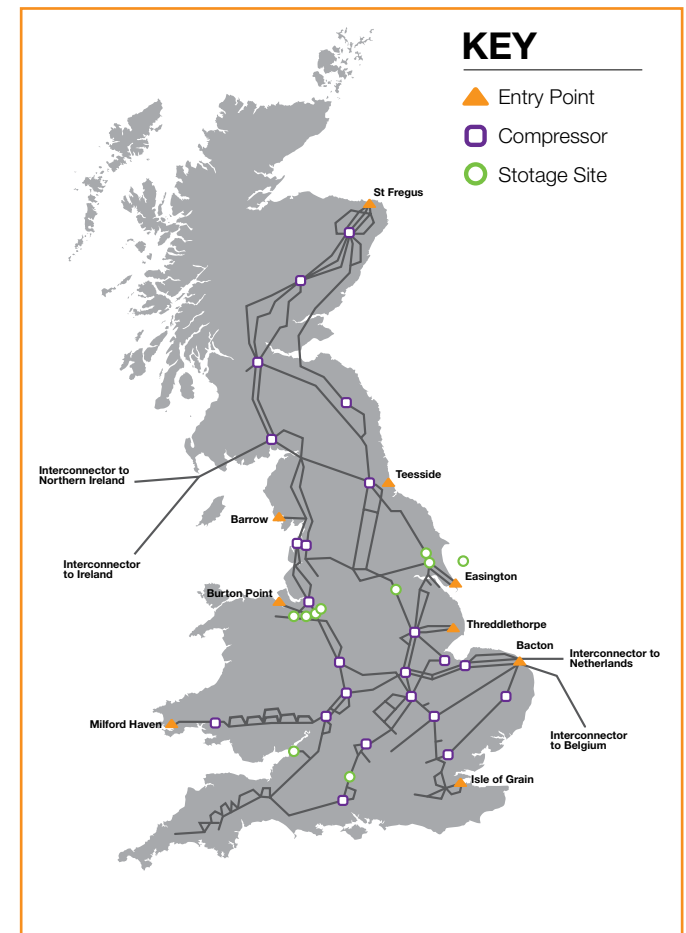 KEY
Entry Point
Compressor
Stotage Site
St Fregus
Interconnector to
Northern Ireland
Teesside
Barrow
Interconnector
to Ireland
Easington
Burton Point
Threddlethorpe
Bacton
Interconnector to
Netherlands
Milford Haven
Interconnector
to Belgium
Isle of Grain